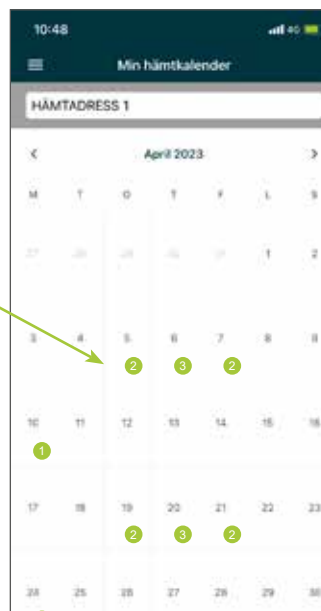 10:48 4G
Min hämtkalender
HÄMTADRESS 1
< April 2023 >
M T O T F L S
27 28 29 30 31 1 2
3 4 5 6 7 8 9
2 3 2
10 11 12 13 14 15 16
1
17 18 19 20 21 22 23
2 3 2
24 25 26 27 28 29 30